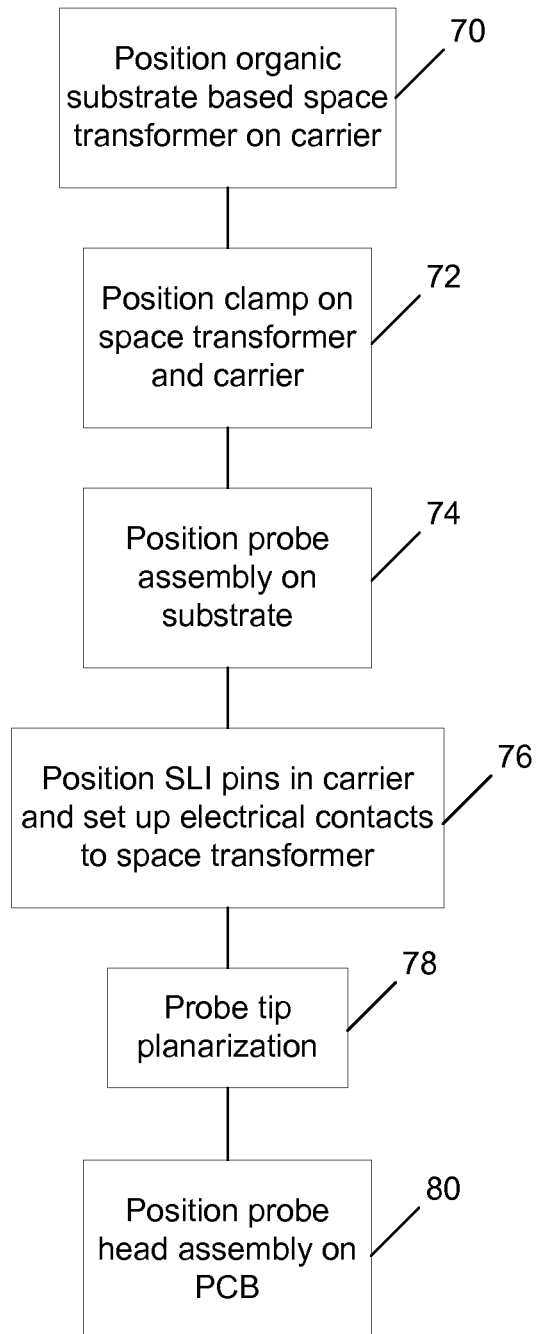 Position organic
substrate based space
transformer on carrier
70
Position clamp on
space transformer
and carrier
72
Position probe
assembly on
substrate
74
Position SLI pins in carrier
and set up electrical contacts
to space transformer
76
Probe tip
planarization
78
Position probe
head assembly on
PCB
80